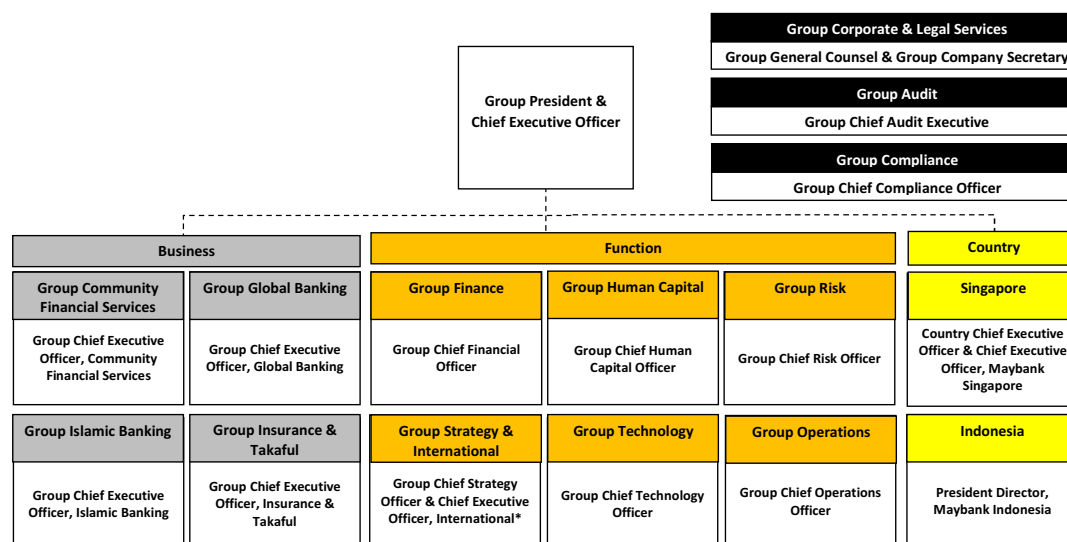 Group Corporate & Legal Services
Group General Counsel & Group Company Secretary
Group President &
Chief Executive Officer
Group Audit
Group Chief Audit Executive
Group Compliance
Group Chief Compliance Officer
Business
Function
Country
Group Community
Financial Services
Group Chief Executive
Officer, Community
Financial Services
Group Global Banking
Group Chief Executive
Officer, Global Banking
Group Finance
Group Chief Financial
Officer
Group Human Capital
Group Chief Human
Capital Officer
Group Risk
Group Chief Risk Officer
Singapore
Country Chief Executive
Officer & Chief Executive
Officer, Maybank
Singapore
Group Islamic Banking
Group Chief Executive
Officer, Islamic Banking
Group Insurance &
Takaful
Group Chief Executive
Officer, Insurance &
Takaful
Group Strategy &
International
Group Chief Strategy
Officer & Chief Executive
Officer, International*
Group Technology
Group Chief Technology
Officer
Group Operations
Group Chief Operations
Officer
Indonesia
President Director,
Maybank Indonesia